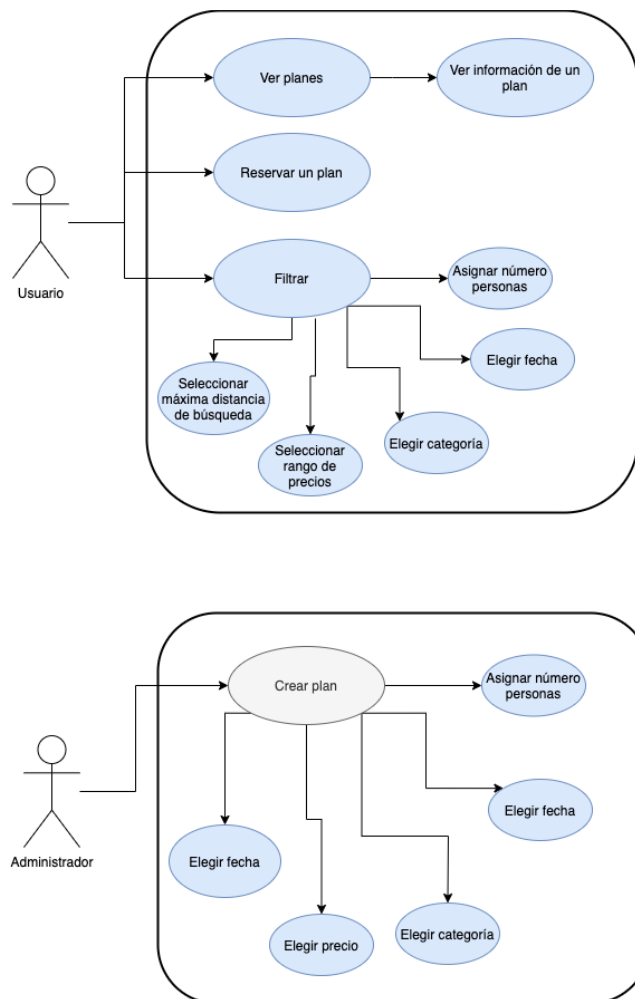 Ver planes
Ver información de un
plan
Reservar un plan
Usuario
Filtrar
Asignar número
personas
Elegir fecha
Seleccionar
máxima distancia
de búsqueda
Elegir categoría
Seleccionar
rango de
precios
Crear plan
Asignar número
personas
Elegir fecha
Administrador
Elegir fecha
Elegir precio
Elegir categoría